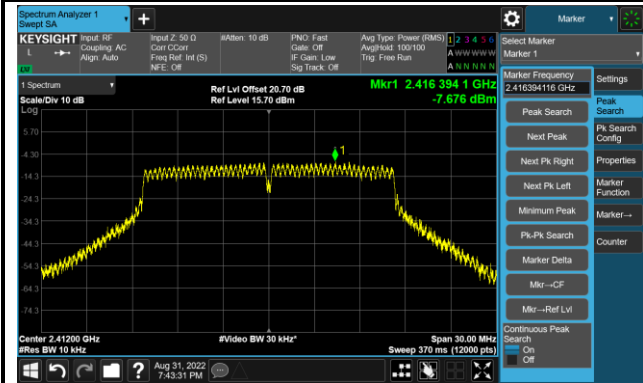 Spectrum Analyzer 1
Swept SA
Marker
KEYSIGHT
Input: RF
Coupling: AC
Align: Auto
Input Z: 50 Ω
Corr CCorr
Freq Ref: Int (S)
NFE: Off
#Atten: 10 dB
PNO: Fast
Gate: Off
IF Gain: Low
Sig Track: Off
Avg Type: Power (RMS)
Avg|Hold: 100/100
Trig: Free Run
1 2 3 4 5 6
A W W W W W
A N N N N N
L
Select Marker
Marker 1
1 Spectrum
Scale/Div 10 dB
Log
Ref Lvl Offset 20.70 dB
Ref Level 15.70 dBm
Mkr1 2.416 394 1 GHz
-7.676 dBm
5.70
-4.30
-14.3
-24.3
-34.3
-44.3
-54.3
-64.3
-74.3
1
Center 2.41200 GHz
#Res BW 10 kHz
#Video BW 30 kHz*
Span 30.00 MHz
Sweep 370 ms (12000 pts)
Marker Frequency
2.416394116 GHz
Peak Search
Next Peak
Next Pk Right
Next Pk Left
Minimum Peak
Pk-Pk Search
Marker Delta
Mkr→CF
Mkr→Ref Lvl
Continuous Peak
Search
On
Off
Settings
Peak
Search
Pk Search
Config
Properties
Marker
Function
Marker→
Counter
Aug 31, 2022
7:43:31 PM